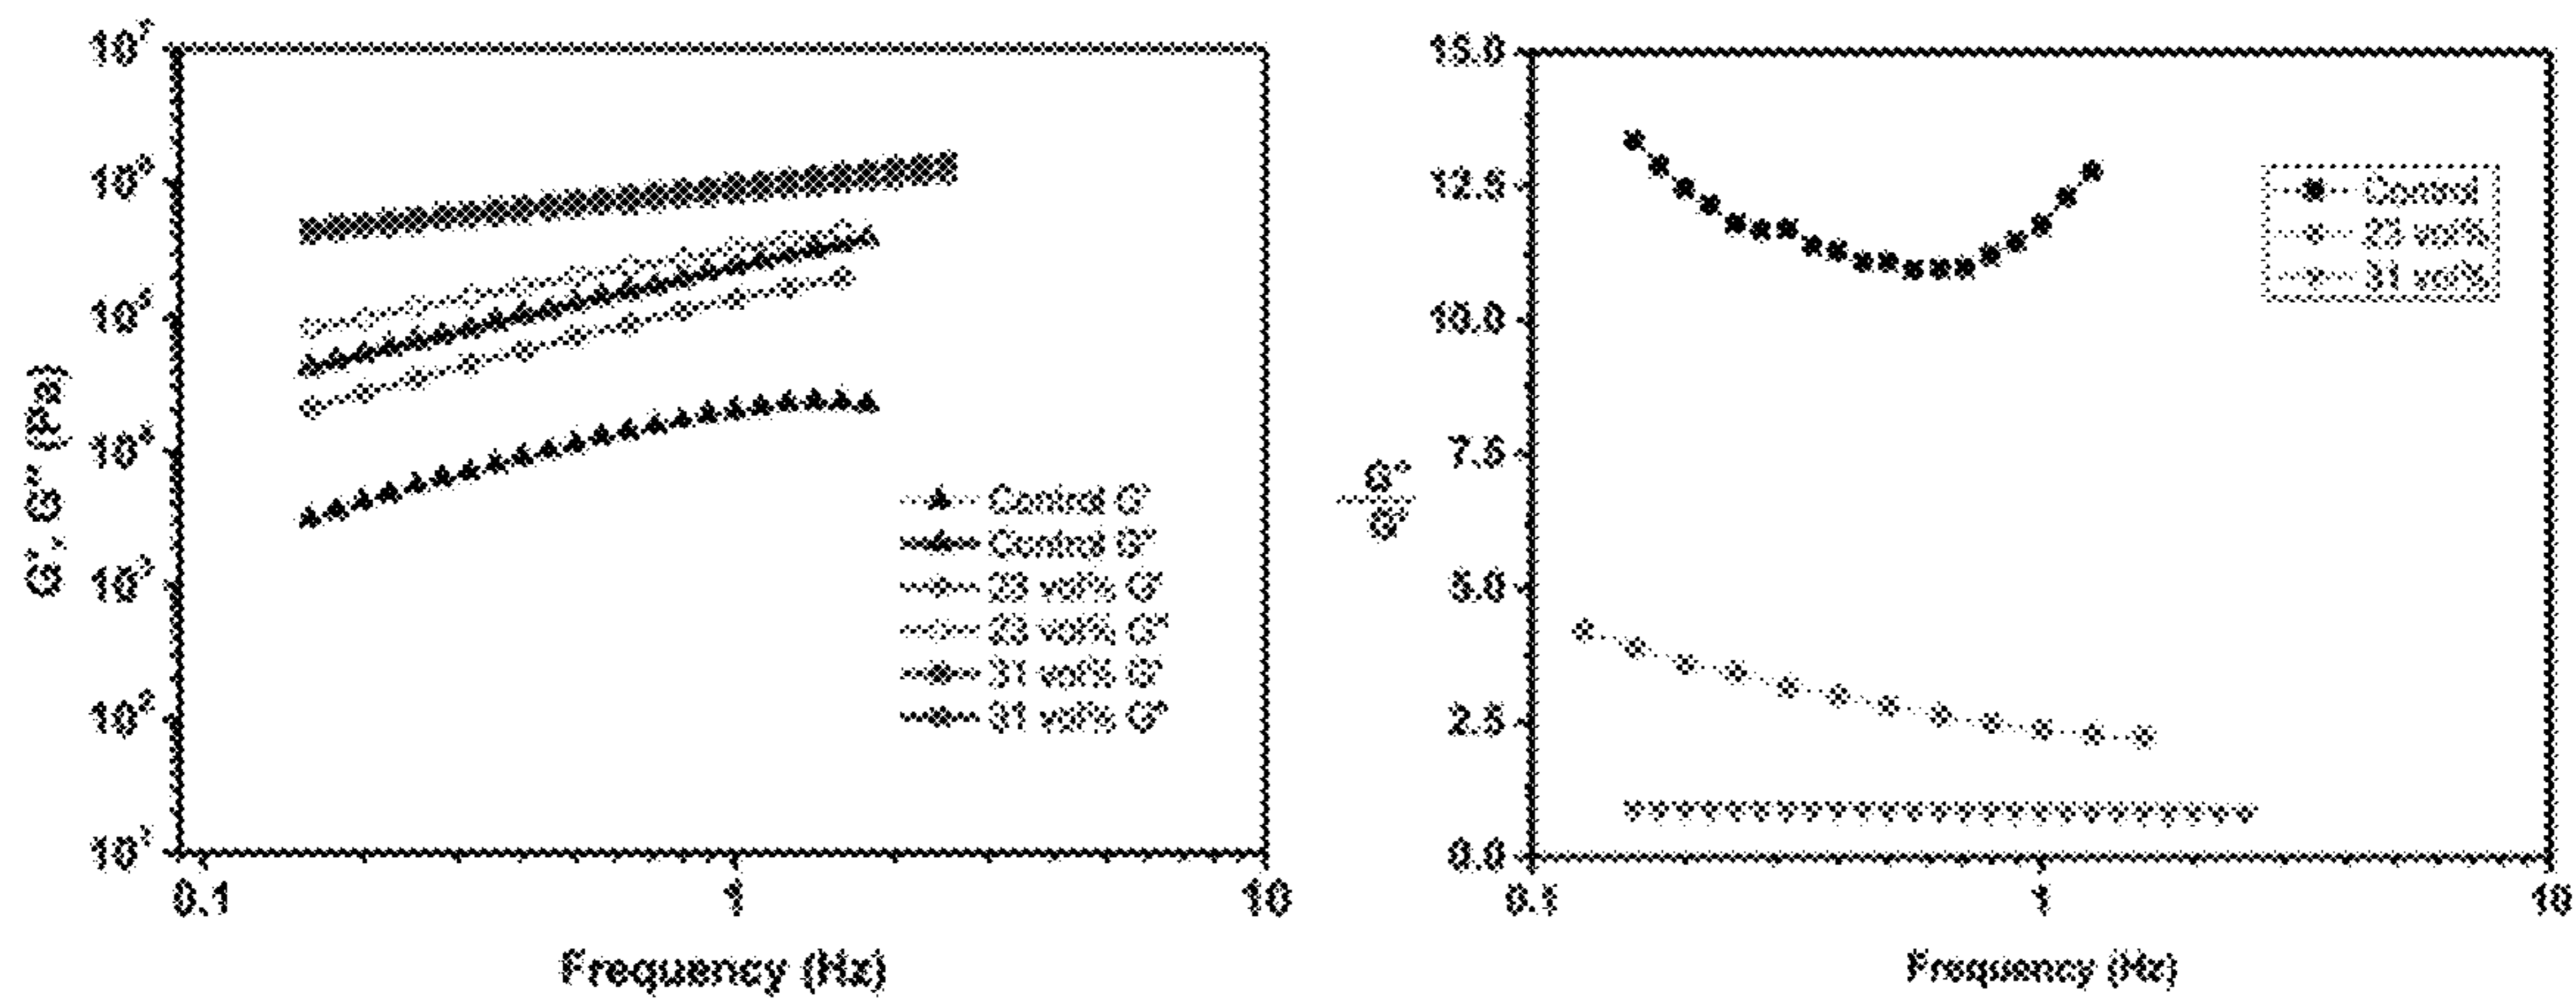 10⁷
10⁶
10⁵
10⁴
10³
10²
10¹
G', G'' (Pa)
Control G'
Control G''
23 vol% G'
23 vol% G''
31 vol% G'
31 vol% G''
0.1
1
10
Frequency (Hz)
15.0
12.5
10.0
7.5
5.0
2.5
0.0
G''
G'
Control
vol%
31 vol%
0.1
1
10
Frequency (Hz)